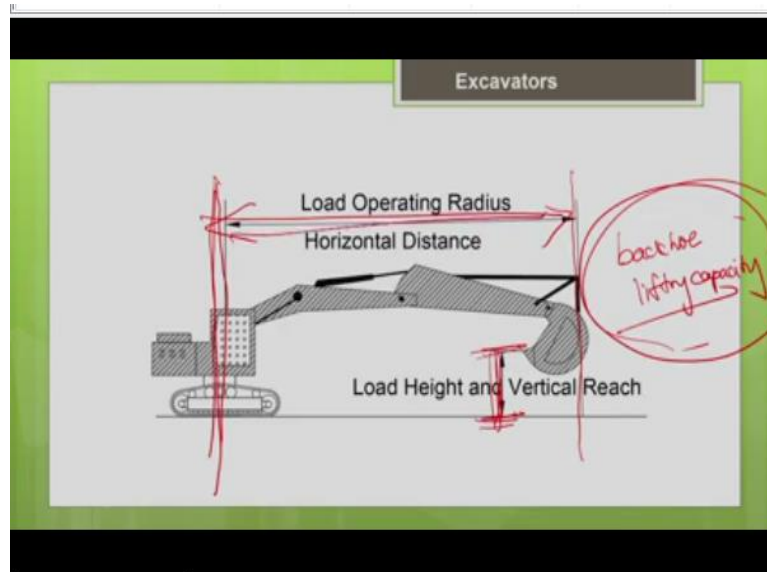 Excavators
Load Operating Radius
Horizontal Distance
backhoe
lifting capacity
Load Height and Vertical Reach